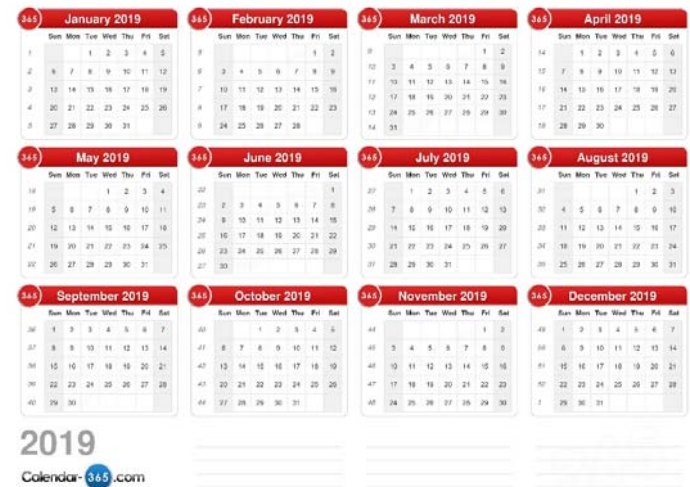 365 January 2019
Sun Mon Tue Wed Thu Fri Sat
1 1 2 3 4 5
2 6 7 8 9 10 11 12
3 13 14 15 16 17 18 19
4 20 21 22 23 24 25 26
5 27 28 29 30 31
365 February 2019
Sun Mon Tue Wed Thu Fri Sat
5 1 2
6 3 4 5 6 7 8 9
7 10 11 12 13 14 15 16
8 17 18 19 20 21 22 23
9 24 25 26 27 28
365 March 2019
Sun Mon Tue Wed Thu Fri Sat
9 1 2
10 3 4 5 6 7 8 9
11 10 11 12 13 14 15 16
12 17 18 19 20 21 22 23
13 24 25 26 27 28 29 30
14 31
365 April 2019
Sun Mon Tue Wed Thu Fri Sat
14 1 2 3 4 5 6
15 7 8 9 10 11 12 13
16 14 15 16 17 18 19 20
17 21 22 23 24 25 26 27
18 28 29 30
365 May 2019
Sun Mon Tue Wed Thu Fri Sat
18 1 2 3 4
19 5 6 7 8 9 10 11
20 12 13 14 15 16 17 18
21 19 20 21 22 23 24 25
22 26 27 28 29 30 31
365 June 2019
Sun Mon Tue Wed Thu Fri Sat
22 1
23 2 3 4 5 6 7 8
24 9 10 11 12 13 14 15
25 16 17 18 19 20 21 22
26 23 24 25 26 27 28 29
27 30
365 July 2019
Sun Mon Tue Wed Thu Fri Sat
27 1 2 3 4 5 6
28 7 8 9 10 11 12 13
29 14 15 16 17 18 19 20
30 21 22 23 24 25 26 27
31 28 29 30 31
365 August 2019
Sun Mon Tue Wed Thu Fri Sat
31 1 2 3
32 4 5 6 7 8 9 10
33 11 12 13 14 15 16 17
34 18 19 20 21 22 23 24
35 25 26 27 28 29 30 31
365 September 2019
Sun Mon Tue Wed Thu Fri Sat
36 1 2 3 4 5 6 7
37 8 9 10 11 12 13 14
38 15 16 17 18 19 20 21
39 22 23 24 25 26 27 28
40 29 30
365 October 2019
Sun Mon Tue Wed Thu Fri Sat
40 1 2 3 4 5
41 6 7 8 9 10 11 12
42 13 14 15 16 17 18 19
43 20 21 22 23 24 25 26
44 27 28 29 30 31
365 November 2019
Sun Mon Tue Wed Thu Fri Sat
44 1 2
45 3 4 5 6 7 8 9
46 10 11 12 13 14 15 16
47 17 18 19 20 21 22 23
48 24 25 26 27 28 29 30
365 December 2019
Sun Mon Tue Wed Thu Fri Sat
49 1 2 3 4 5 6 7
50 8 9 10 11 12 13 14
51 15 16 17 18 19 20 21
52 22 23 24 25 26 27 28
1 29 30 31
2019
Calendar-365.com